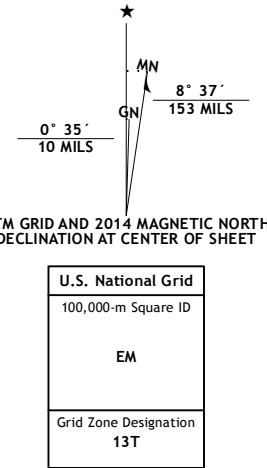 ★
MN
GN
8° 37´
153 MILS
0° 35´
10 MILS
TM GRID AND 2014 MAGNETIC NORTH
DECLINATION AT CENTER OF SHEET
U.S. National Grid
100,000-m Square ID
EM
Grid Zone Designation
13T